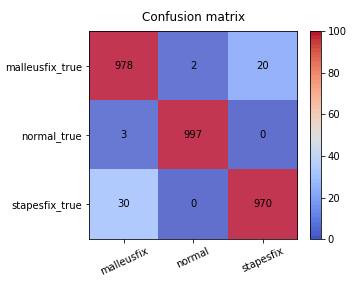 Confusion matrix
malleusfix_true 978 2 20
normal_true 3 997 0
stapesfix_true 30 0 970
malleusfix normal stapesfix
100
80
60
40
20
0